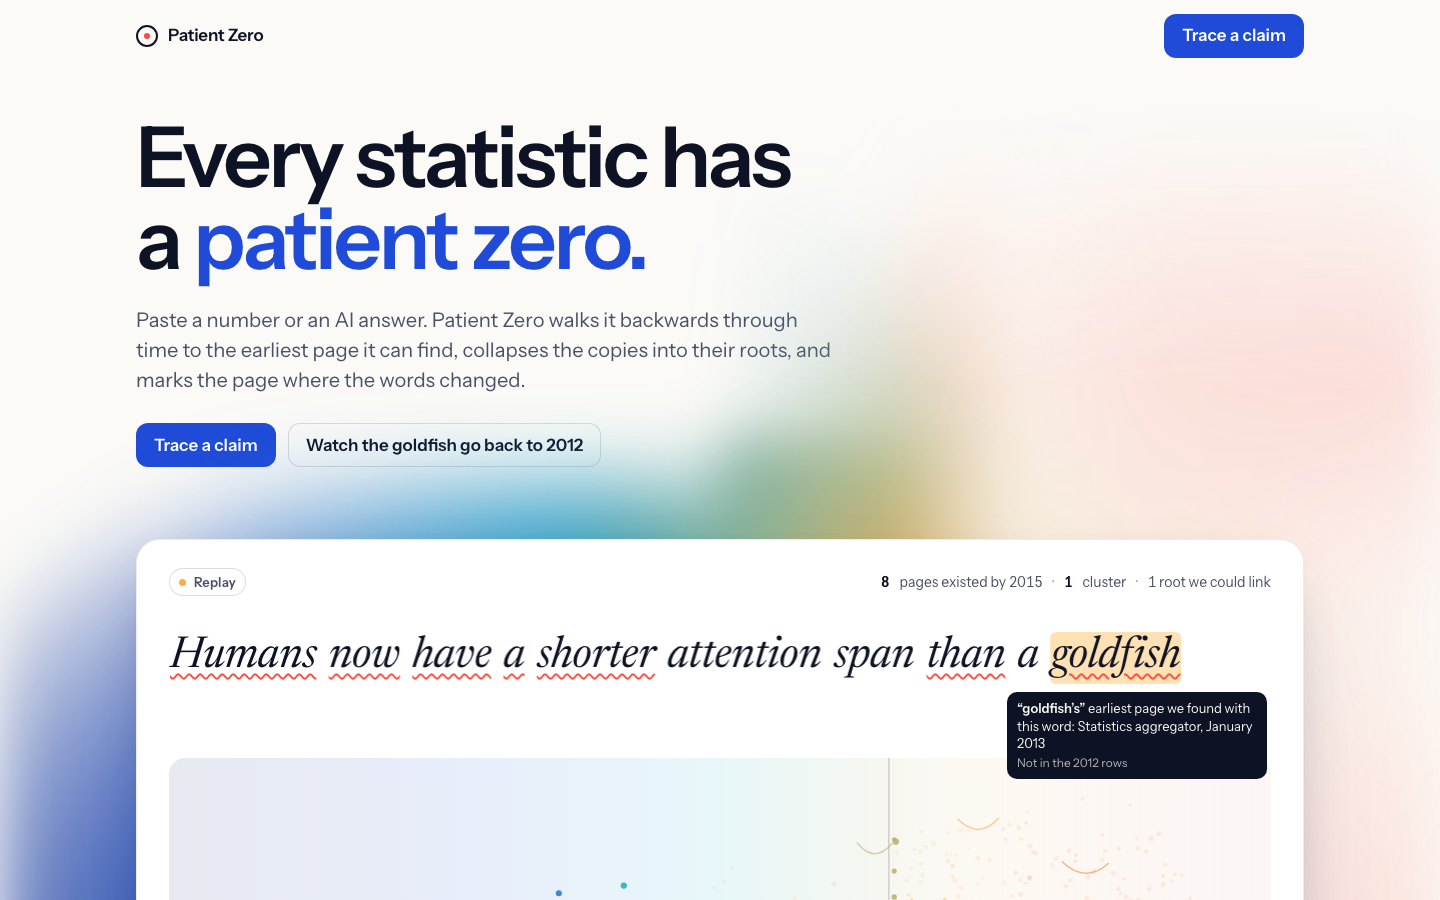 Patient Zero
Trace a claim
Every statistic has
a patient zero.
Paste a number or an AI answer. Patient Zero walks it backwards through
time to the earliest page it can find, collapses the copies into their roots, and
marks the page where the words changed.
Trace a claim
Watch the goldfish go back to 2012
Replay
8 pages existed by 2015 · 1 cluster · 1 root we could link
Humans now have a shorter attention span than a goldfish
“goldfish’s” earliest page we found with
this word: Statistics aggregator, January
2013
Not in the 2012 rows